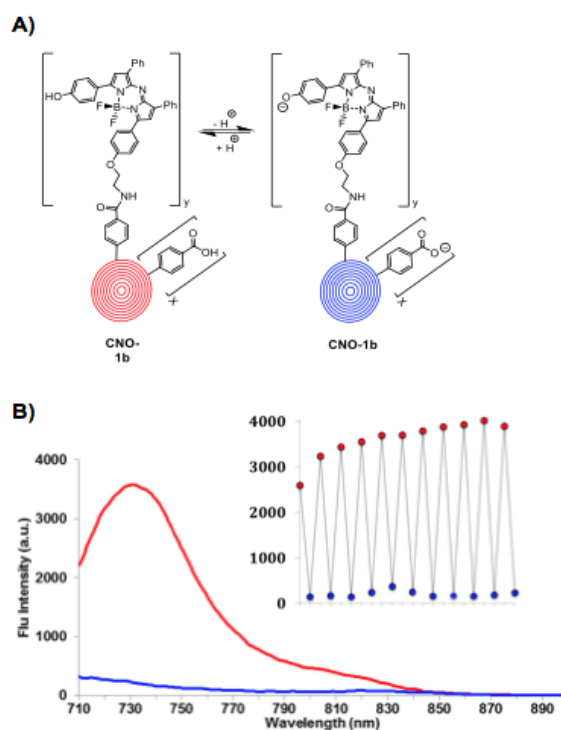 A)
Ph
HO
N
N
Ph
F
B
N
F
O
NH
O
y
O
OH
x
CNO-
1b
- H ⊕
+ H ⊕
Ph
O
⊖
N
N
Ph
F
B
N
F
O
NH
O
y
O
O ⊖
x
CNO-1b
B)
Flu Intensity (a.u.)
4000
3000
2000
1000
0
4000
3000
2000
1000
0
710 730 750 770 790 810 830 850 870 890
Wavelength (nm)